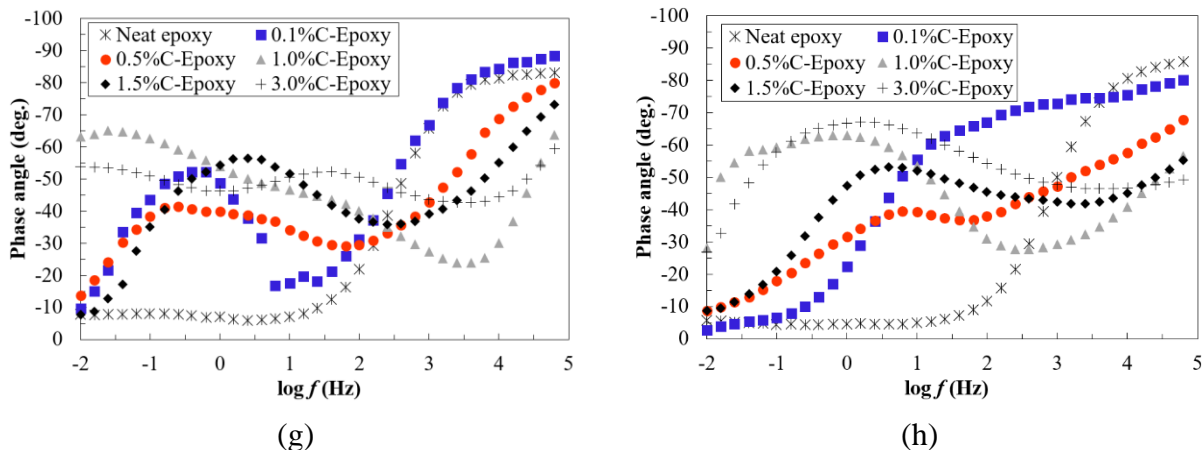 -100
-90
-80
-70
-60
-50
-40
-30
-20
-10
0
Phase angle (deg.)
Neat epoxy
0.1%C-Epoxy
0.5%C-Epoxy
1.0%C-Epoxy
1.5%C-Epoxy
3.0%C-Epoxy
-2 -1 0 1 2 3 4 5
log f (Hz)
(g)
-100
-90
-80
-70
-60
-50
-40
-30
-20
-10
0
Phase angle (deg.)
Neat epoxy
0.1%C-Epoxy
0.5%C-Epoxy
1.0%C-Epoxy
1.5%C-Epoxy
3.0%C-Epoxy
-2 -1 0 1 2 3 4 5
log f (Hz)
(h)